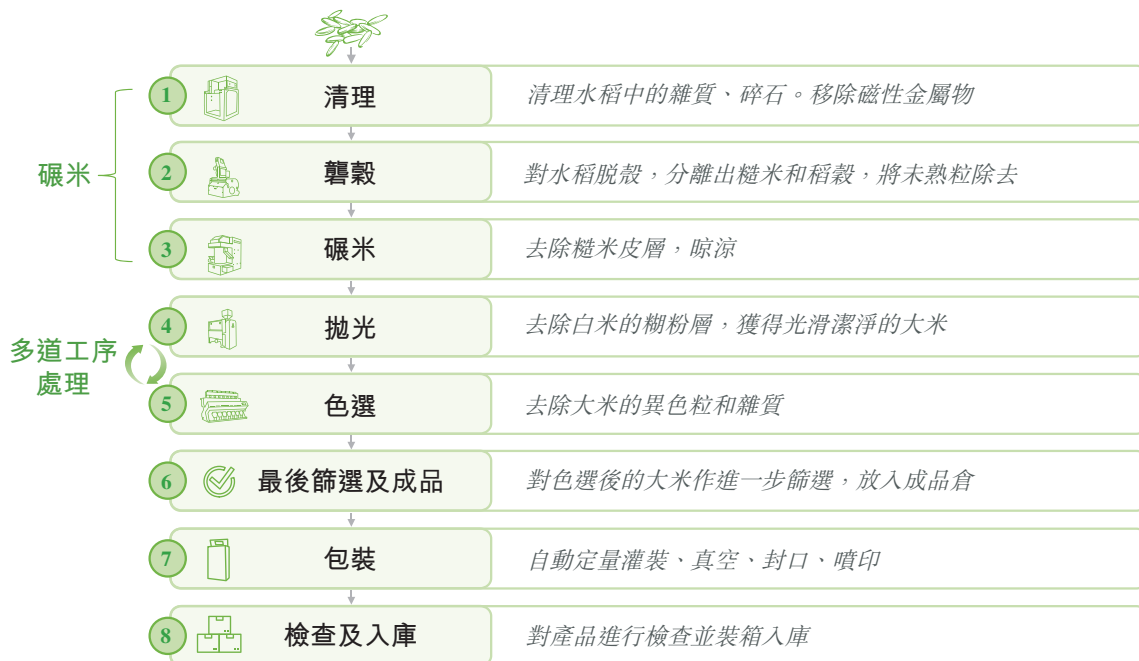 1 清理 清理水稻中的雜質、碎石。移除磁性金屬物
碾米
2 礱穀 對水稻脱殼，分離出糙米和稻穀，將未熟粒除去
3 碾米 去除糙米皮層，晾涼
4 拋光 去除白米的糊粉層，獲得光滑潔淨的大米
多道工序
處理
5 色選 去除大米的異色粒和雜質
6 最後篩選及成品 對色選後的大米作進一步篩選，放入成品倉
7 包裝 自動定量灌裝、真空、封口、噴印
8 檢查及入庫 對產品進行檢查並裝箱入庫